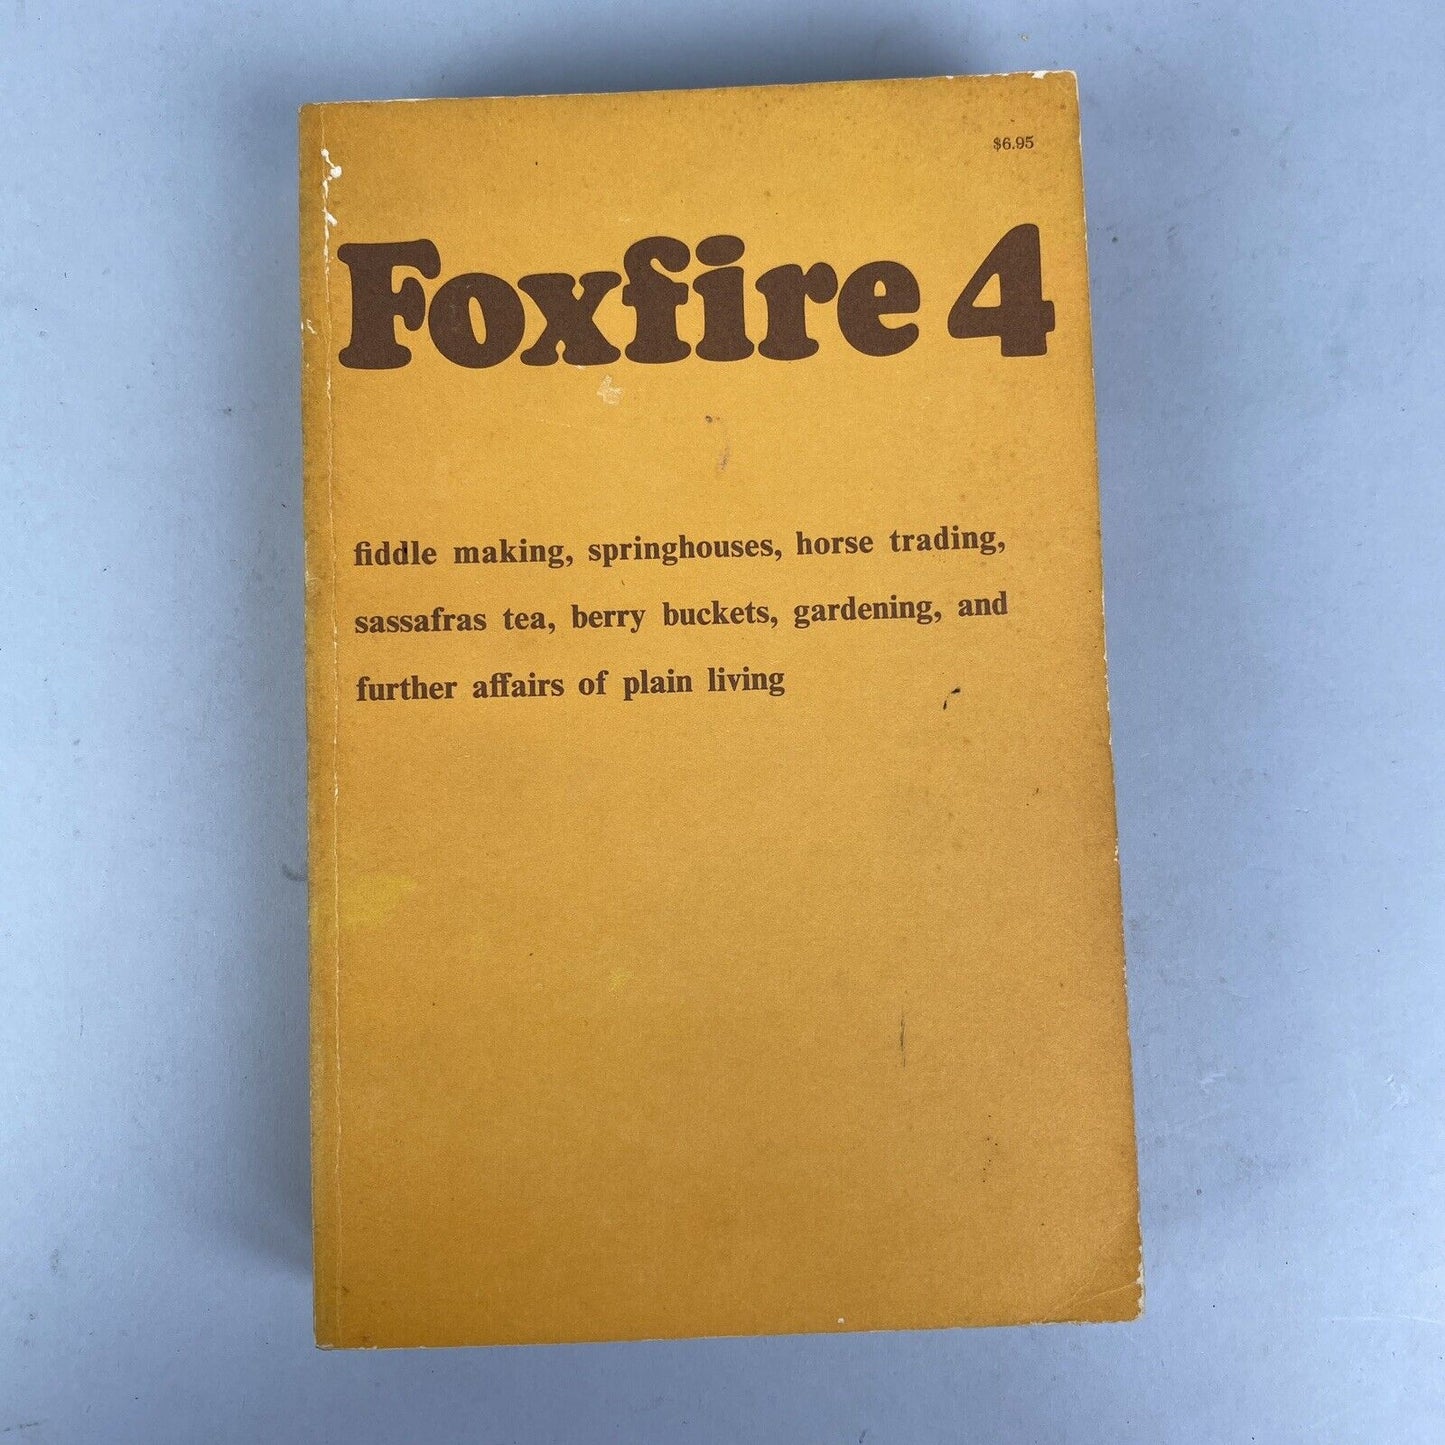 $6.95
Foxfire 4
fiddle making, springhouses, horse trading,
sassafras tea, berry buckets, gardening, and
further affairs of plain living